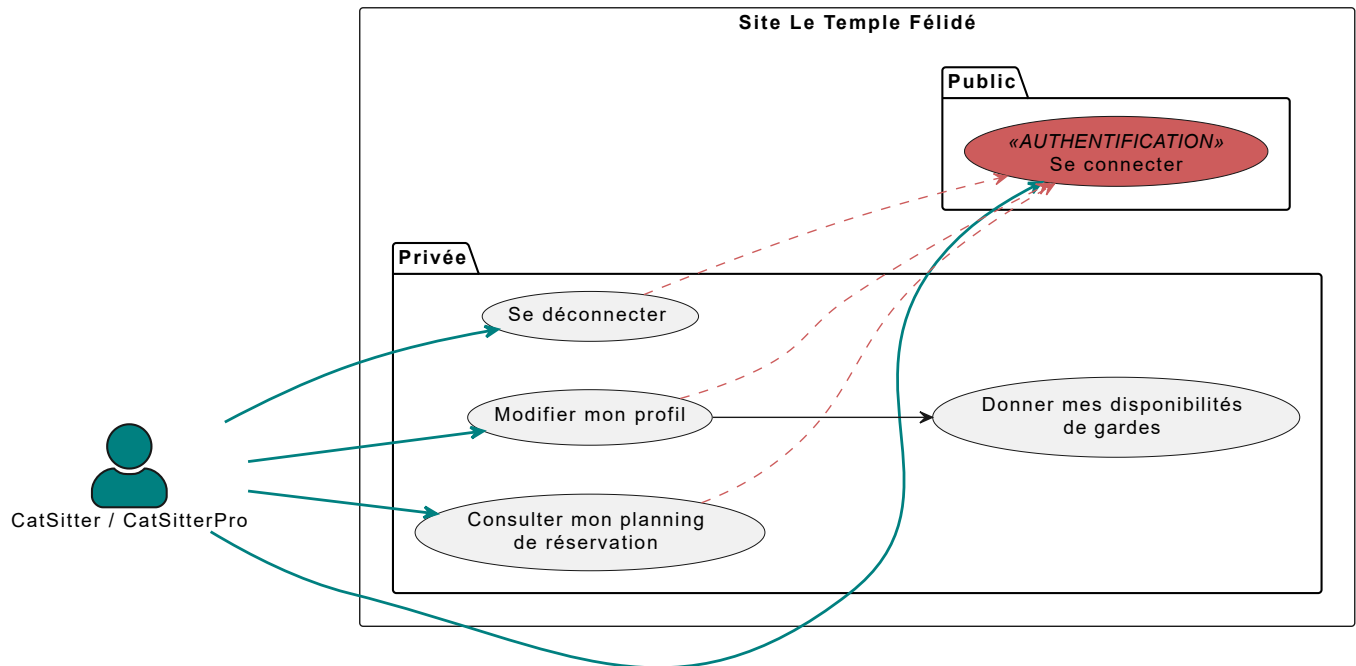 Site Le Temple Félidé
Public
«AUTHENTIFICATION»
Se connecter
Privée
Se déconnecter
Modifier mon profil
Donner mes disponibilités
de gardes
Consulter mon planning
de réservation
CatSitter / CatSitterPro